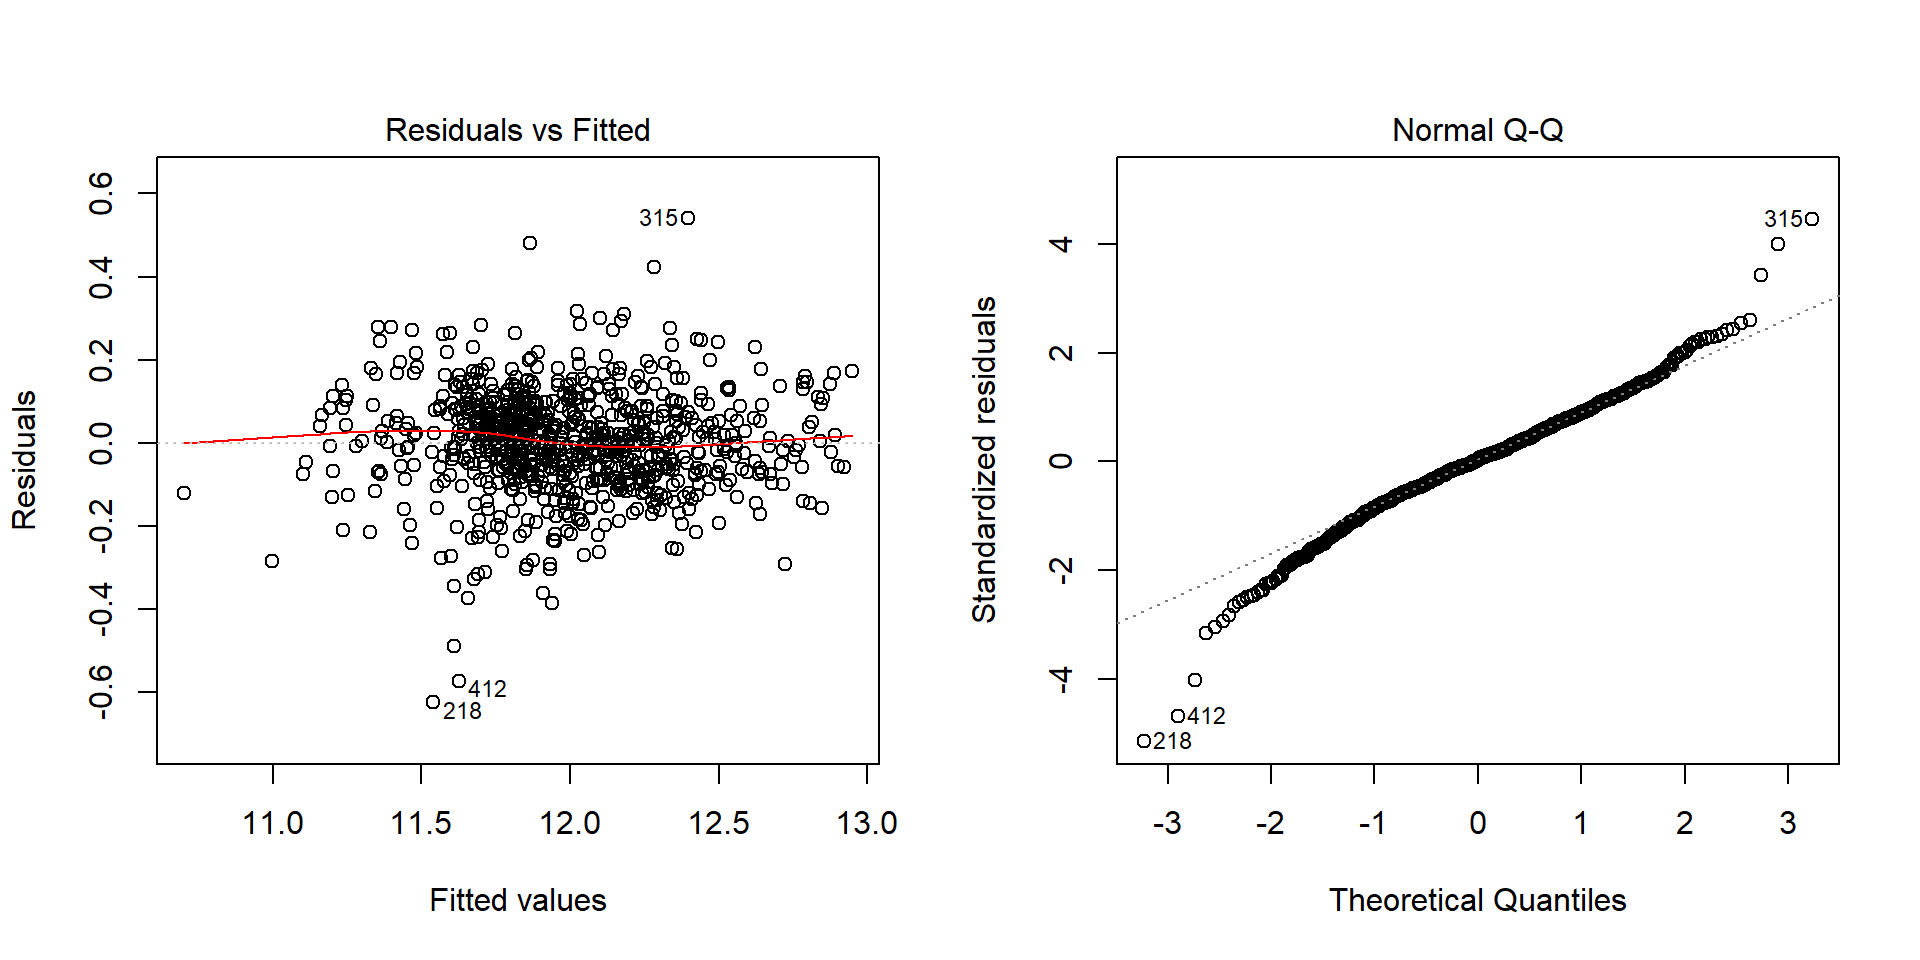 Residuals vs Fitted
Residuals
0.6
0.4
0.2
0.0
-0.2
-0.4
-0.6
315
412
218
11.0 11.5 12.0 12.5 13.0
Fitted values
Normal Q-Q
Standardized residuals
4
2
0
-2
-4
315
412
218
-3 -2 -1 0 1 2 3
Theoretical Quantiles